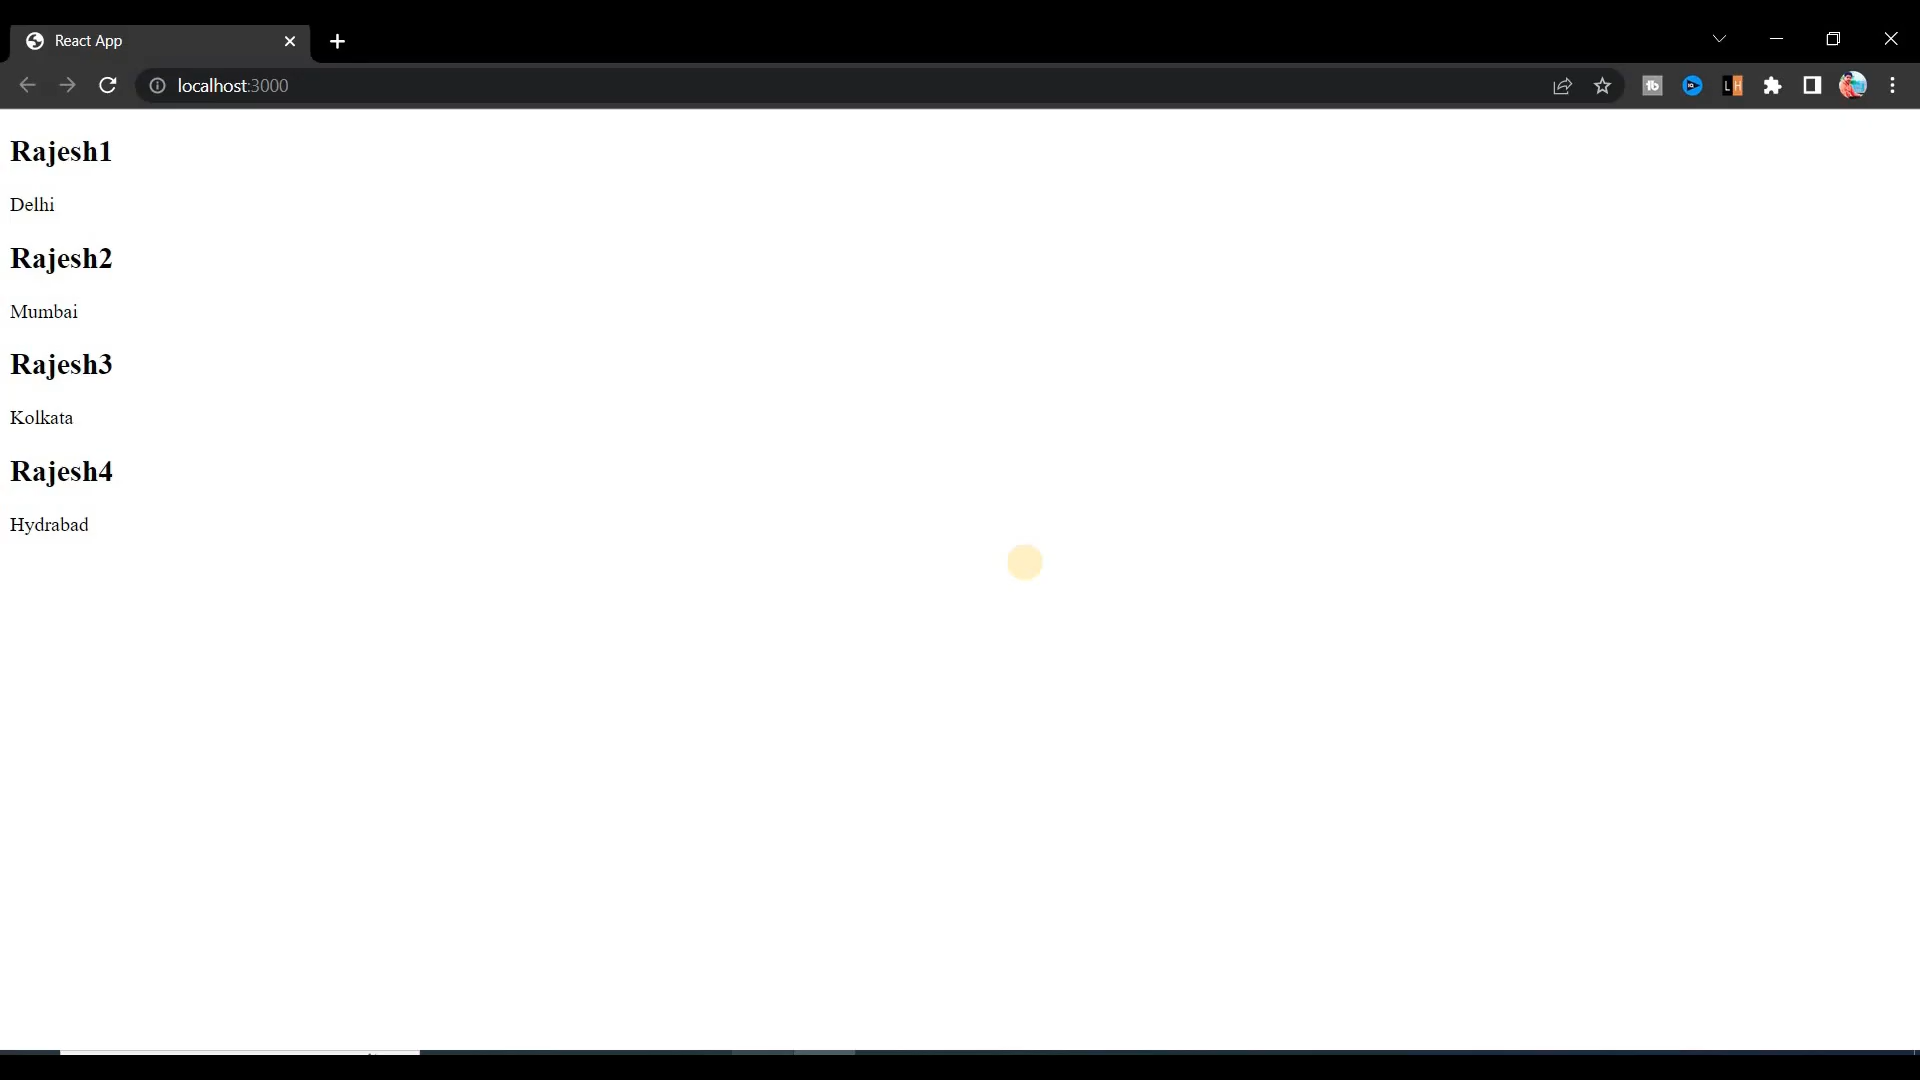 React App
localhost:3000
Rajesh1
Delhi
Rajesh2
Mumbai
Rajesh3
Kolkata
Rajesh4
Hydrabad